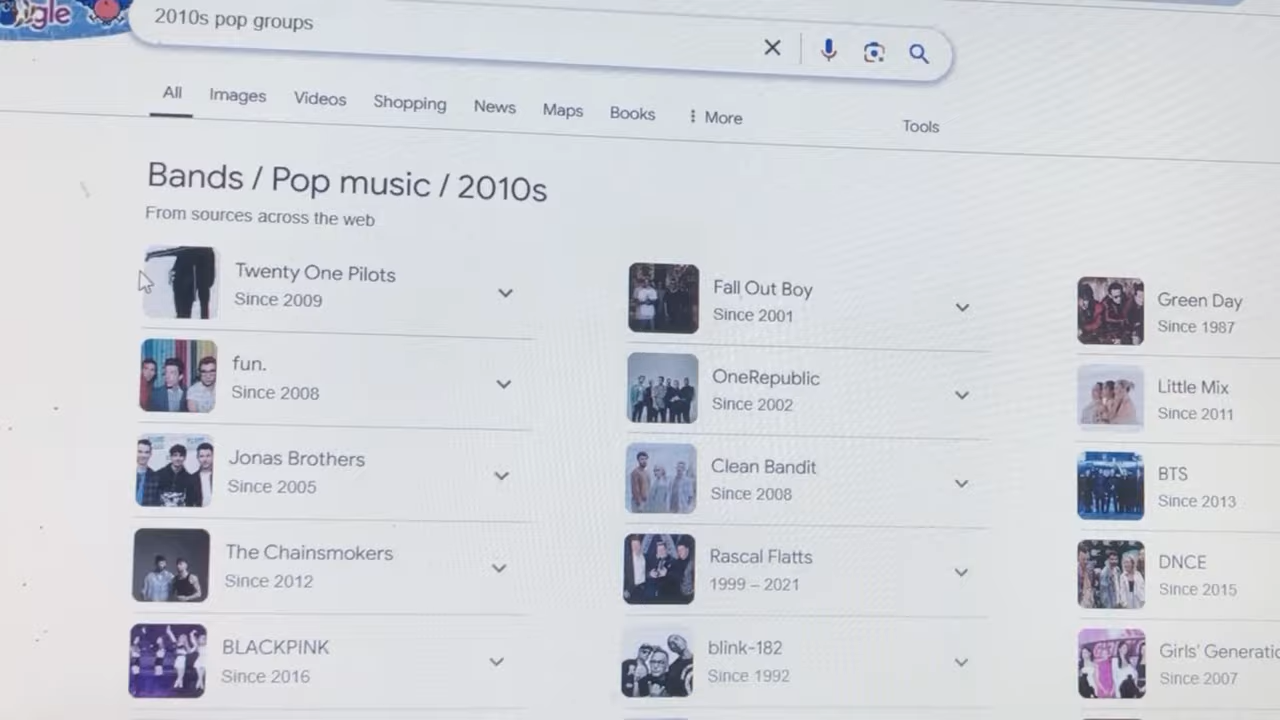 gle
2010s pop groups
All Images Videos Shopping News Maps Books More Tools
Bands / Pop music / 2010s
From sources across the web
Twenty One Pilots
Since 2009
Fall Out Boy
Since 2001
Green Day
Since 1987
fun.
Since 2008
OneRepublic
Since 2002
Little Mix
Since 2011
Jonas Brothers
Since 2005
Clean Bandit
Since 2008
BTS
Since 2013
The Chainsmokers
Since 2012
Rascal Flatts
1999 – 2021
DNCE
Since 2015
BLACKPINK
Since 2016
blink-182
Since 1992
Girls' Generatio
Since 2007